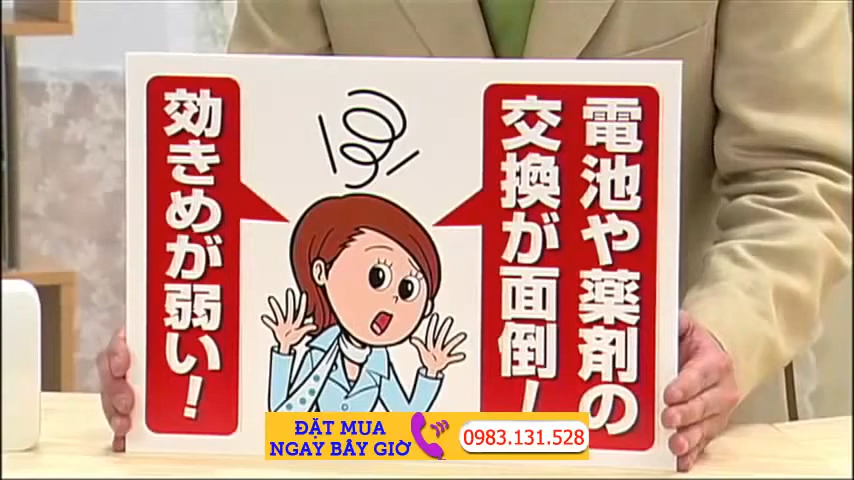 電池や薬剤の
交換が面倒！
効きめが弱い！
ĐẶT MUA
NGAY BÂY GIỜ
0983.131.528